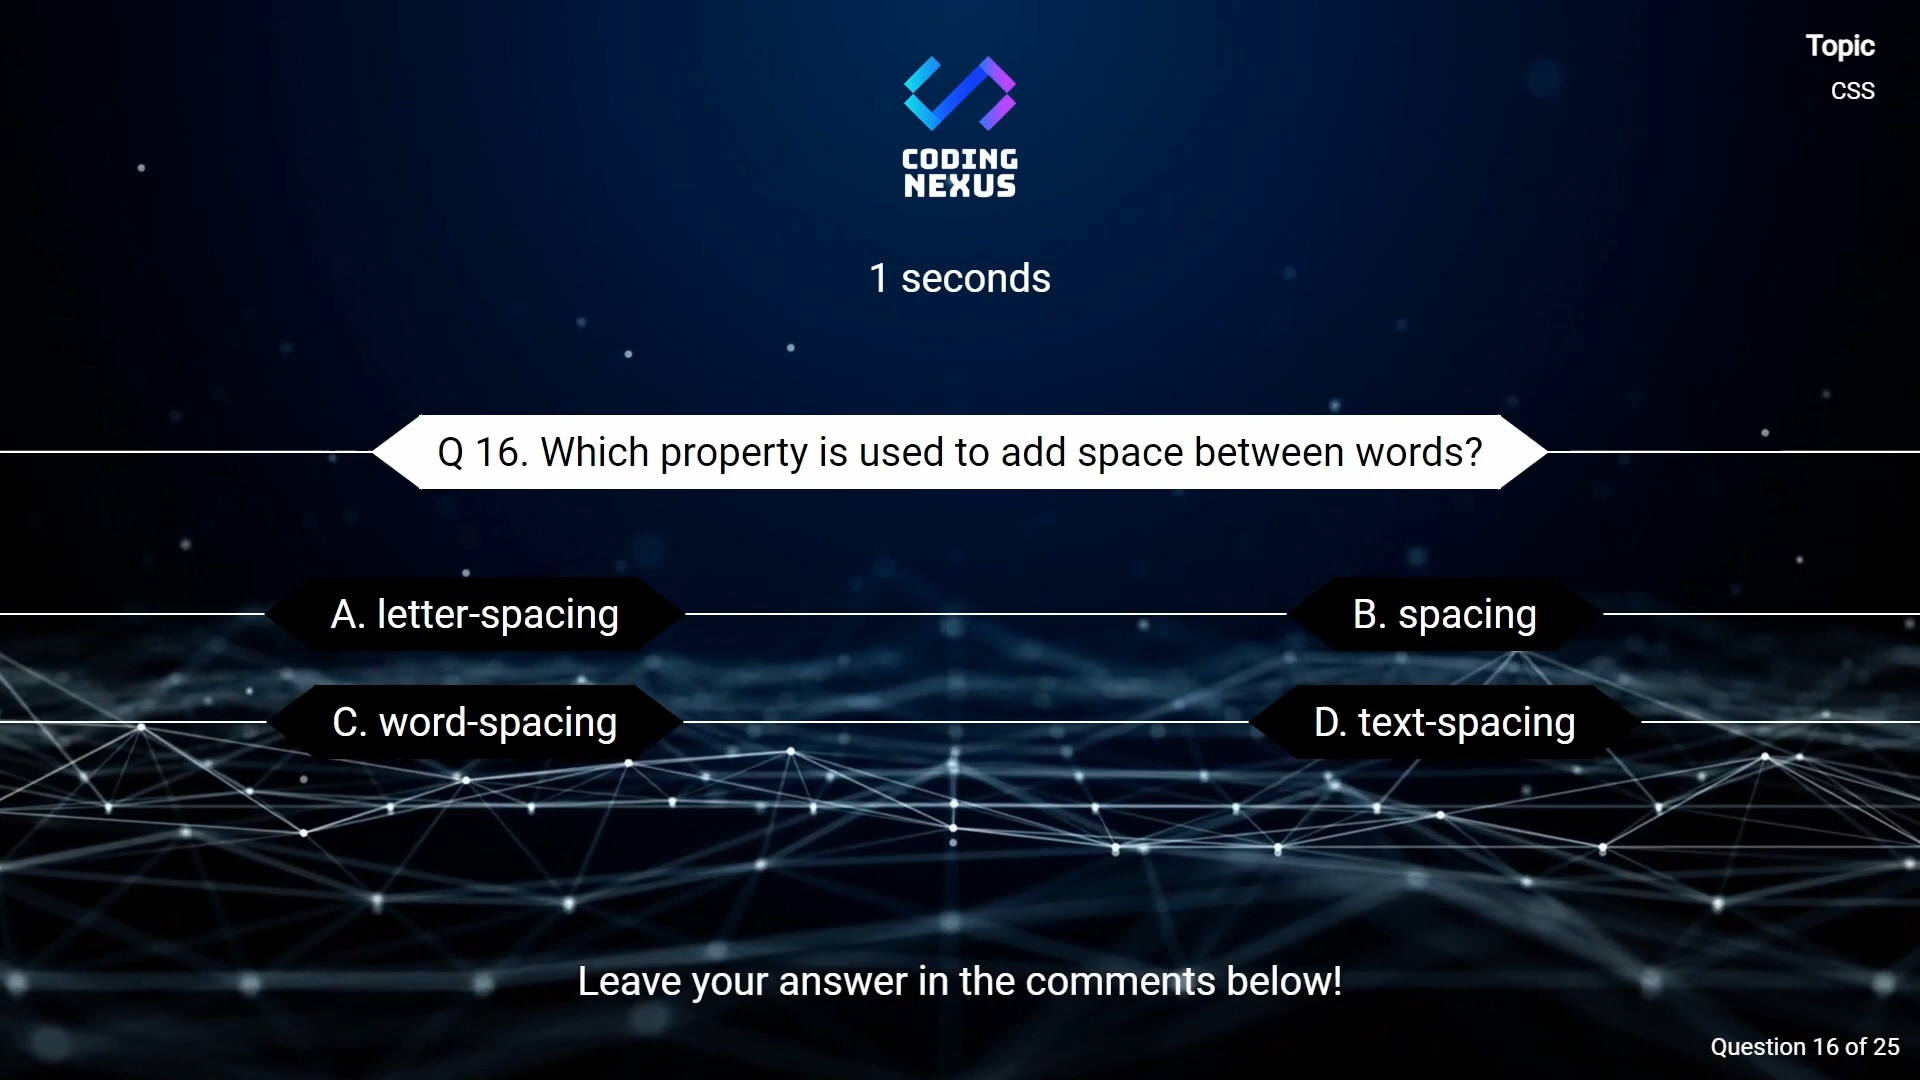 Topic
CSS
CODING
NEXUS
1 seconds
Q 16. Which property is used to add space between words?
A. letter-spacing
B. spacing
C. word-spacing
D. text-spacing
Leave your answer in the comments below!
Question 16 of 25